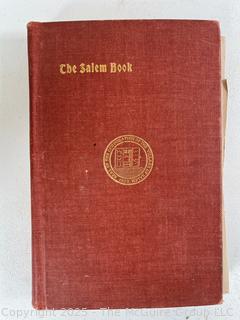 The Salem Book
Copyright © 2025 - The McGuire Group LLC